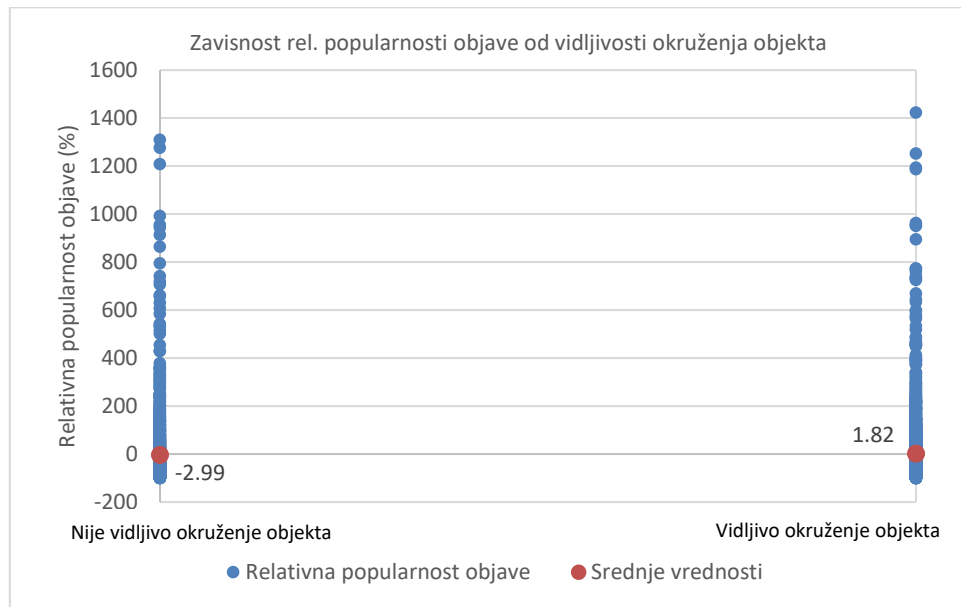 Zavisnost rel. popularnosti objave od vidljivosti okruženja objekta
1600
1400
1200
1000
800
600
400
200
0
-200
Relativna popularnost objave (%)
-2.99
1.82
Nije vidljivo okruženje objekta
Vidljivo okruženje objekta
Relativna popularnost objave
Srednje vrednosti